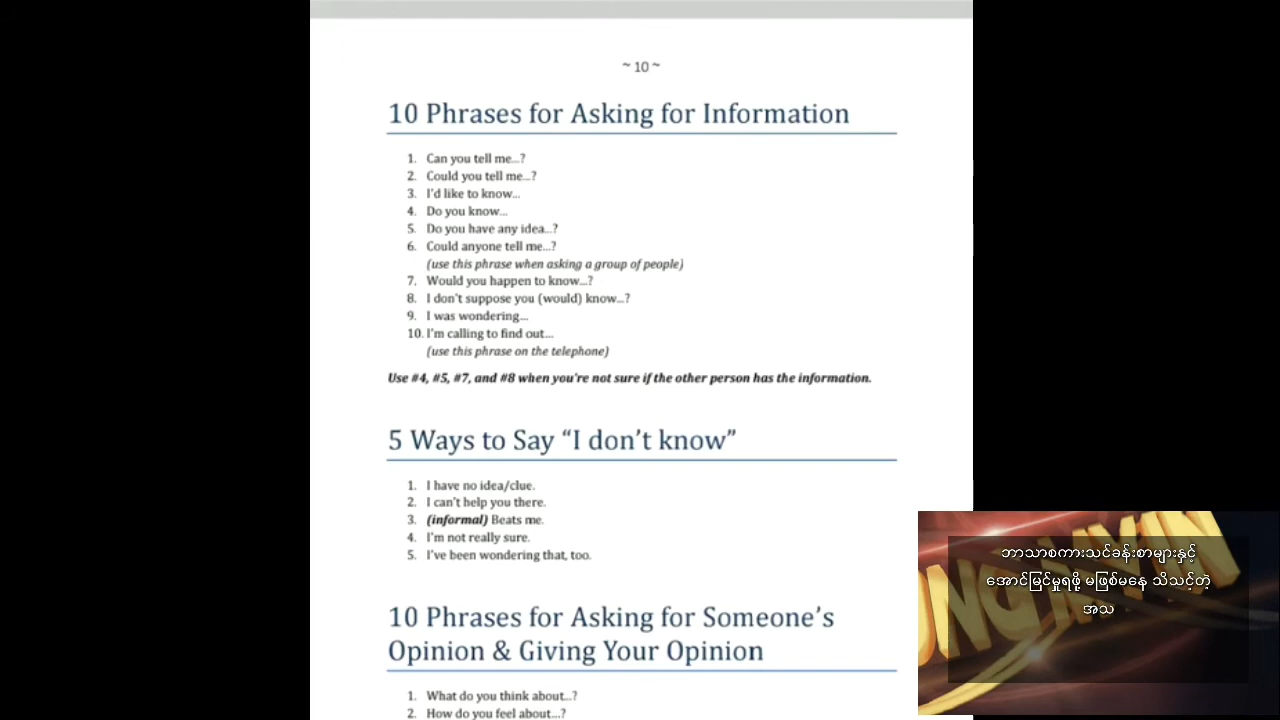 ~ 10 ~
10 Phrases for Asking for Information
1. Can you tell me...?
2. Could you tell me...?
3. I'd like to know...
4. Do you know...
5. Do you have any idea...?
6. Could anyone tell me...?
(use this phrase when asking a group of people)
7. Would you happen to know...?
8. I don't suppose you (would) know...?
9. I was wondering...
10. I'm calling to find out...
(use this phrase on the telephone)
Use #4, #5, #7, and #8 when you're not sure if the other person has the information.
5 Ways to Say “I don't know”
1. I have no idea/clue.
2. I can't help you there.
3. (informal) Beats me.
4. I'm not really sure.
5. I've been wondering that, too.
10 Phrases for Asking for Someone's
Opinion & Giving Your Opinion
1. What do you think about...?
2. How do you feel about...?
ဘာသာစကားသင်ခန်းစာများနှင့်
အောင်မြင်မှုရဖို့ မဖြစ်မနေ သိသင့်တဲ့
အသ